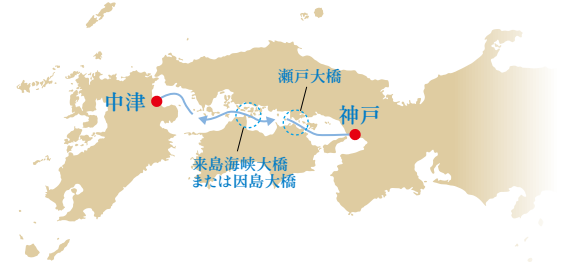 瀬戸大橋
中津
神戸
来島海峡大橋
または因島大橋